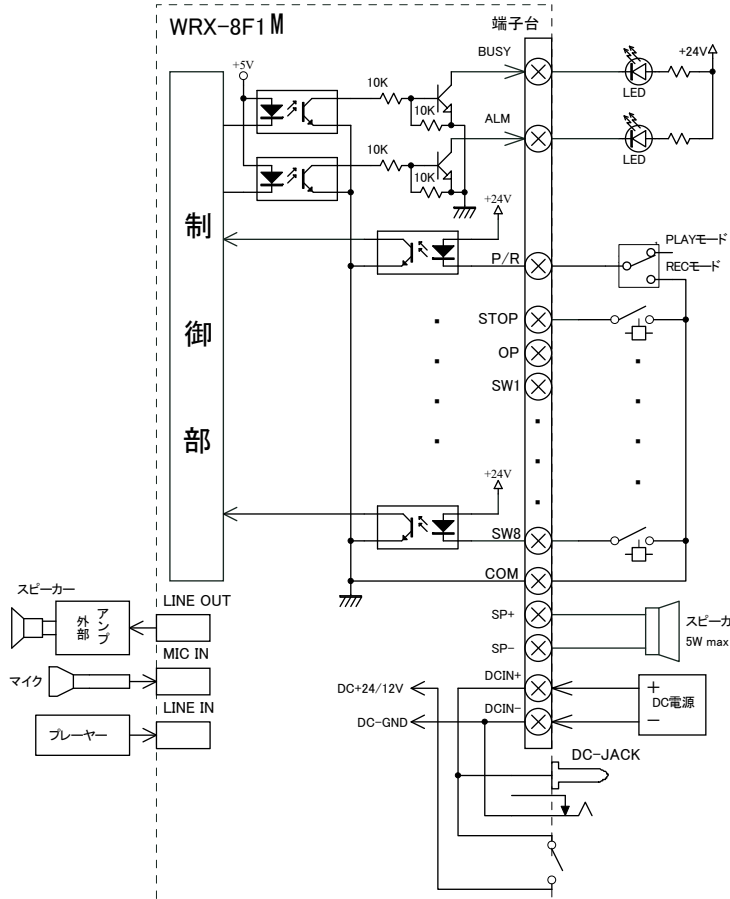 WRX-8F1 M
端子台
BUSY
+24V
+5V
10K
LED
10K
ALM
10K
LED
10K
+24V
制御部
P/R
PLAYモード
RECモード
STOP
OP
SW1
+24V
SW8
COM
スピーカー
外部アンプ
LINE OUT
SP+
スピーカ
5W max
SP-
マイク
MIC IN
DC+24/12V
DCIN+
+
DC電源
−
LINE IN
プレーヤー
DC-GND
DCIN-
DC-JACK